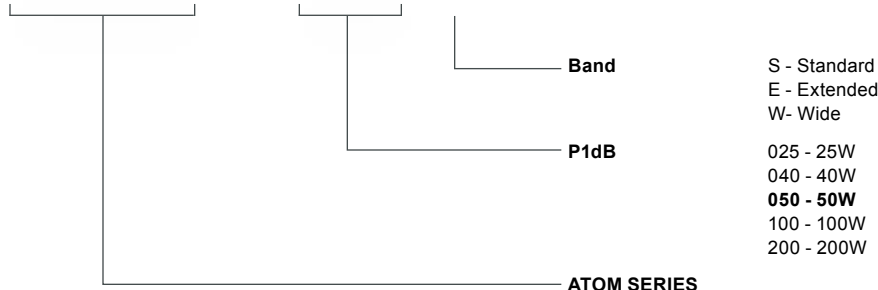 Band S - Standard
E - Extended
W- Wide
P1dB 025 - 25W
040 - 40W
050 - 50W
100 - 100W
200 - 200W
ATOM SERIES